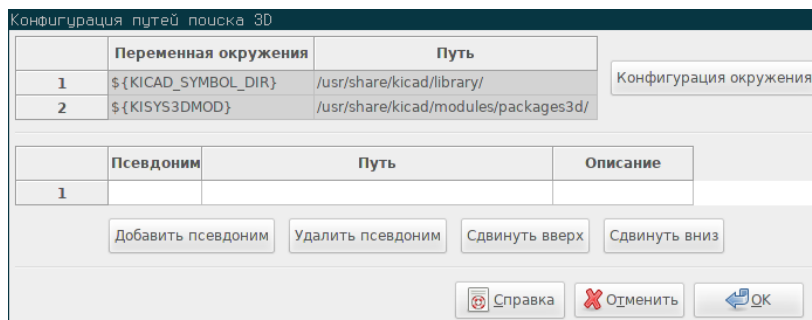 Конфигурация путей поиска 3D
Переменная окружения Путь
1 ${KICAD_SYMBOL_DIR} /usr/share/kicad/library/
2 ${KISYS3DMOD} /usr/share/kicad/modules/packages3d/
Конфигурация окружения
Псевдоним Путь Описание
1
Добавить псевдоним Удалить псевдоним Сдвинуть вверх Сдвинуть вниз
Справка Отменить OK